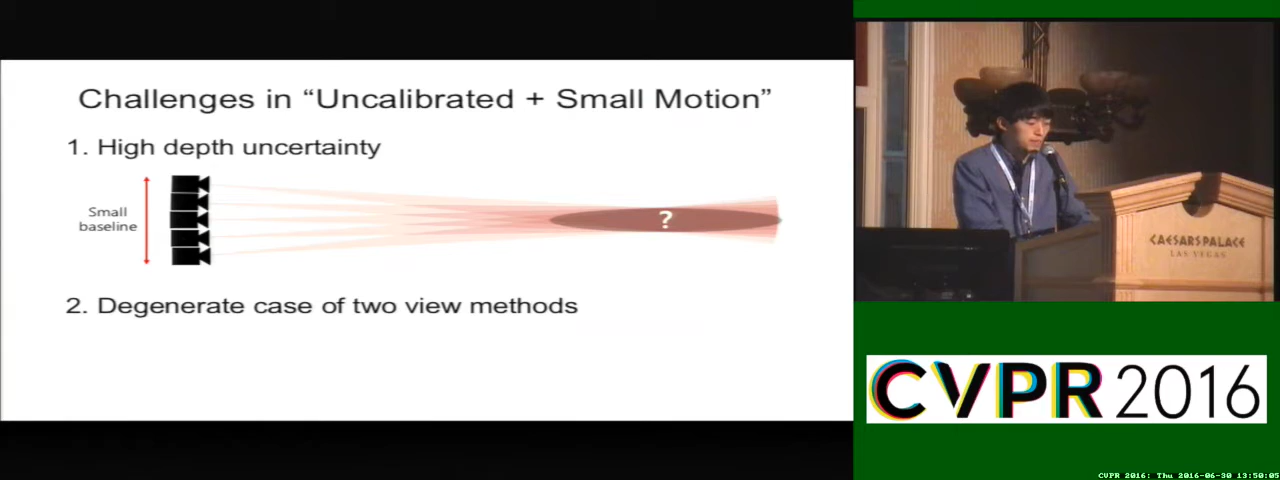 Challenges in “Uncalibrated + Small Motion”
1. High depth uncertainty
Small
baseline
?
2. Degenerate case of two view methods
CAESARS PALACE
LAS VEGAS
CVPR 2016
CVPR 2016: Thu 2016-06-30 13:50:05